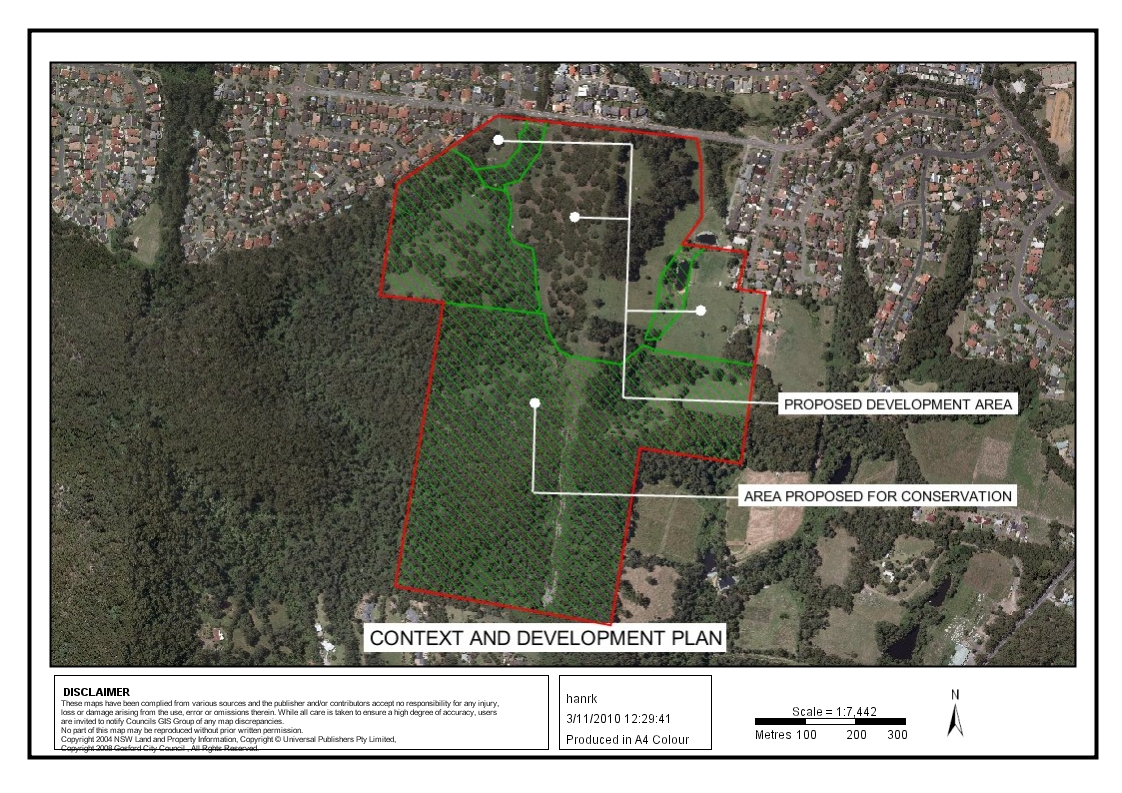 PROPOSED DEVELOPMENT AREA
AREA PROPOSED FOR CONSERVATION
CONTEXT AND DEVELOPMENT PLAN
DISCLAIMER
These maps have been complied from various sources and the publisher and/or contributors accept no responsibility for any injury,
loss or damage arising from the use, error or omissions therein. While all care is taken to ensure a high degree of accuracy, users
are invited to notify Councils GIS Group of any map discrepancies.
No part of this map may be reproduced without prior written permission.
Copyright 2004 NSW Land and Property Information, Copyright © Universal Publishers Pty Limited,
Copyright 2008 Gosford City Council , All Rights Reserved.
hanrk
3/11/2010 12:29:41
Produced in A4 Colour
Scale = 1:7,442
Metres 100 200 300
N